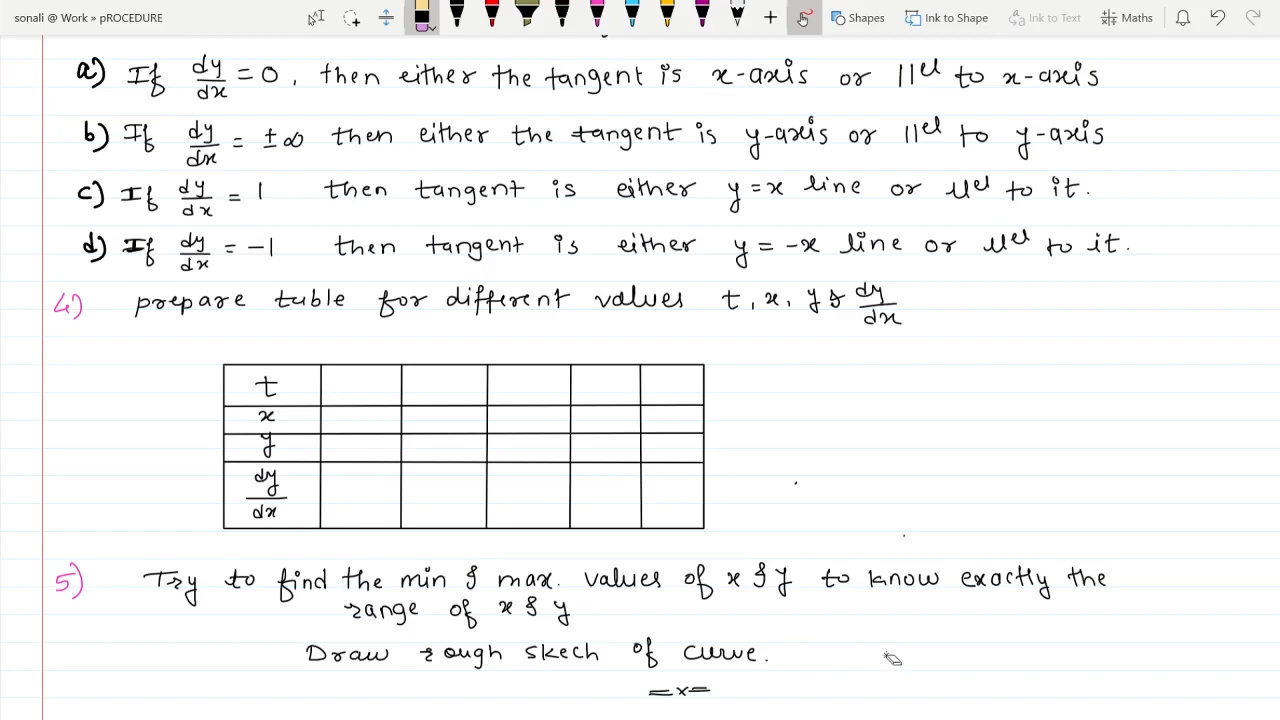 sonali @ Work » pROCEDURE
Shapes
Ink to Shape
Ink to Text
Maths
a) If dy/dx = 0, then either the tangent is x-axis or ||el to x-axis
b) If dy/dx = ±∞ then either the tangent is y-axis or ||el to y-axis
c) If dy/dx = 1 then tangent is either y = x line or ||el to it.
d) If dy/dx = -1 then tangent is either y = -x line or ||el to it.
4) prepare table for different values t, x, y & dy/dx
t
x
y
dy/dx
5) Try to find the min & max. values of x & y to know exactly the
range of x & y
Draw rough skech of curve.
=x=